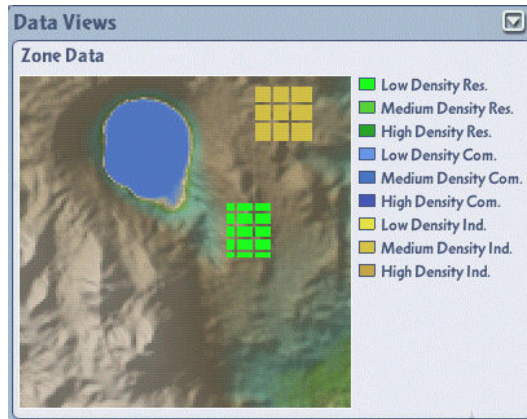 Data Views
Zone Data
Low Density Res.
Medium Density Res.
High Density Res.
Low Density Com.
Medium Density Com.
High Density Com.
Low Density Ind.
Medium Density Ind.
High Density Ind.